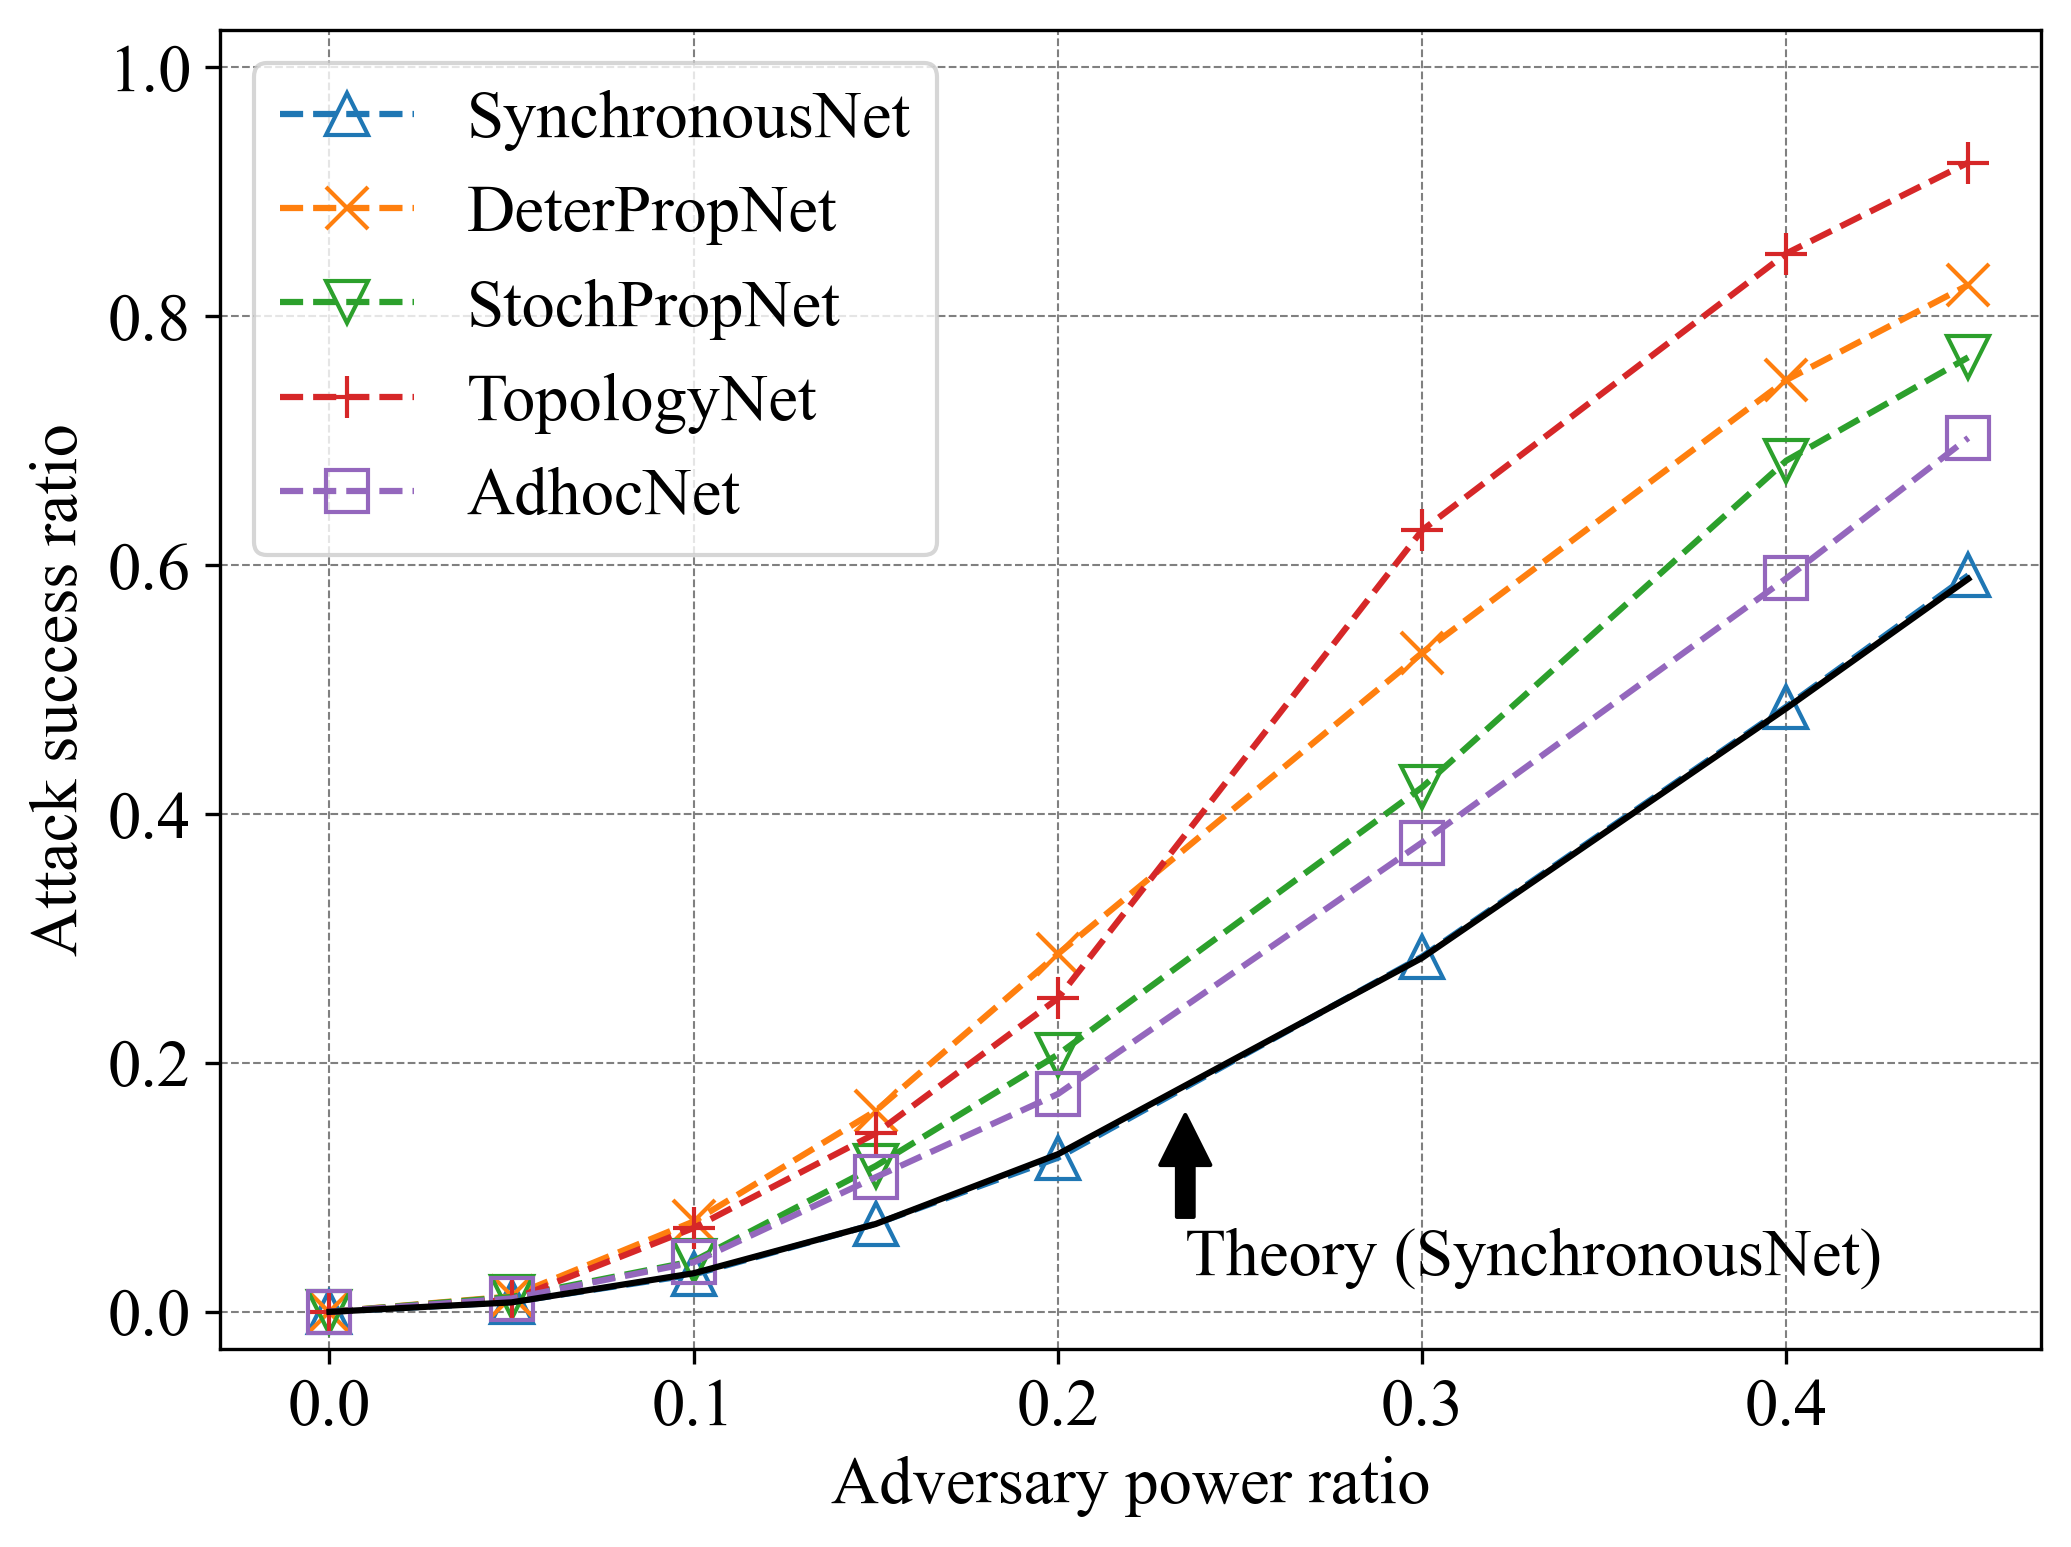 1.0
0.8
0.6
0.4
0.2
0.0
Attack success ratio
SynchronousNet
DeterPropNet
StochPropNet
TopologyNet
AdhocNet
Theory (SynchronousNet)
0.0 0.1 0.2 0.3 0.4
Adversary power ratio